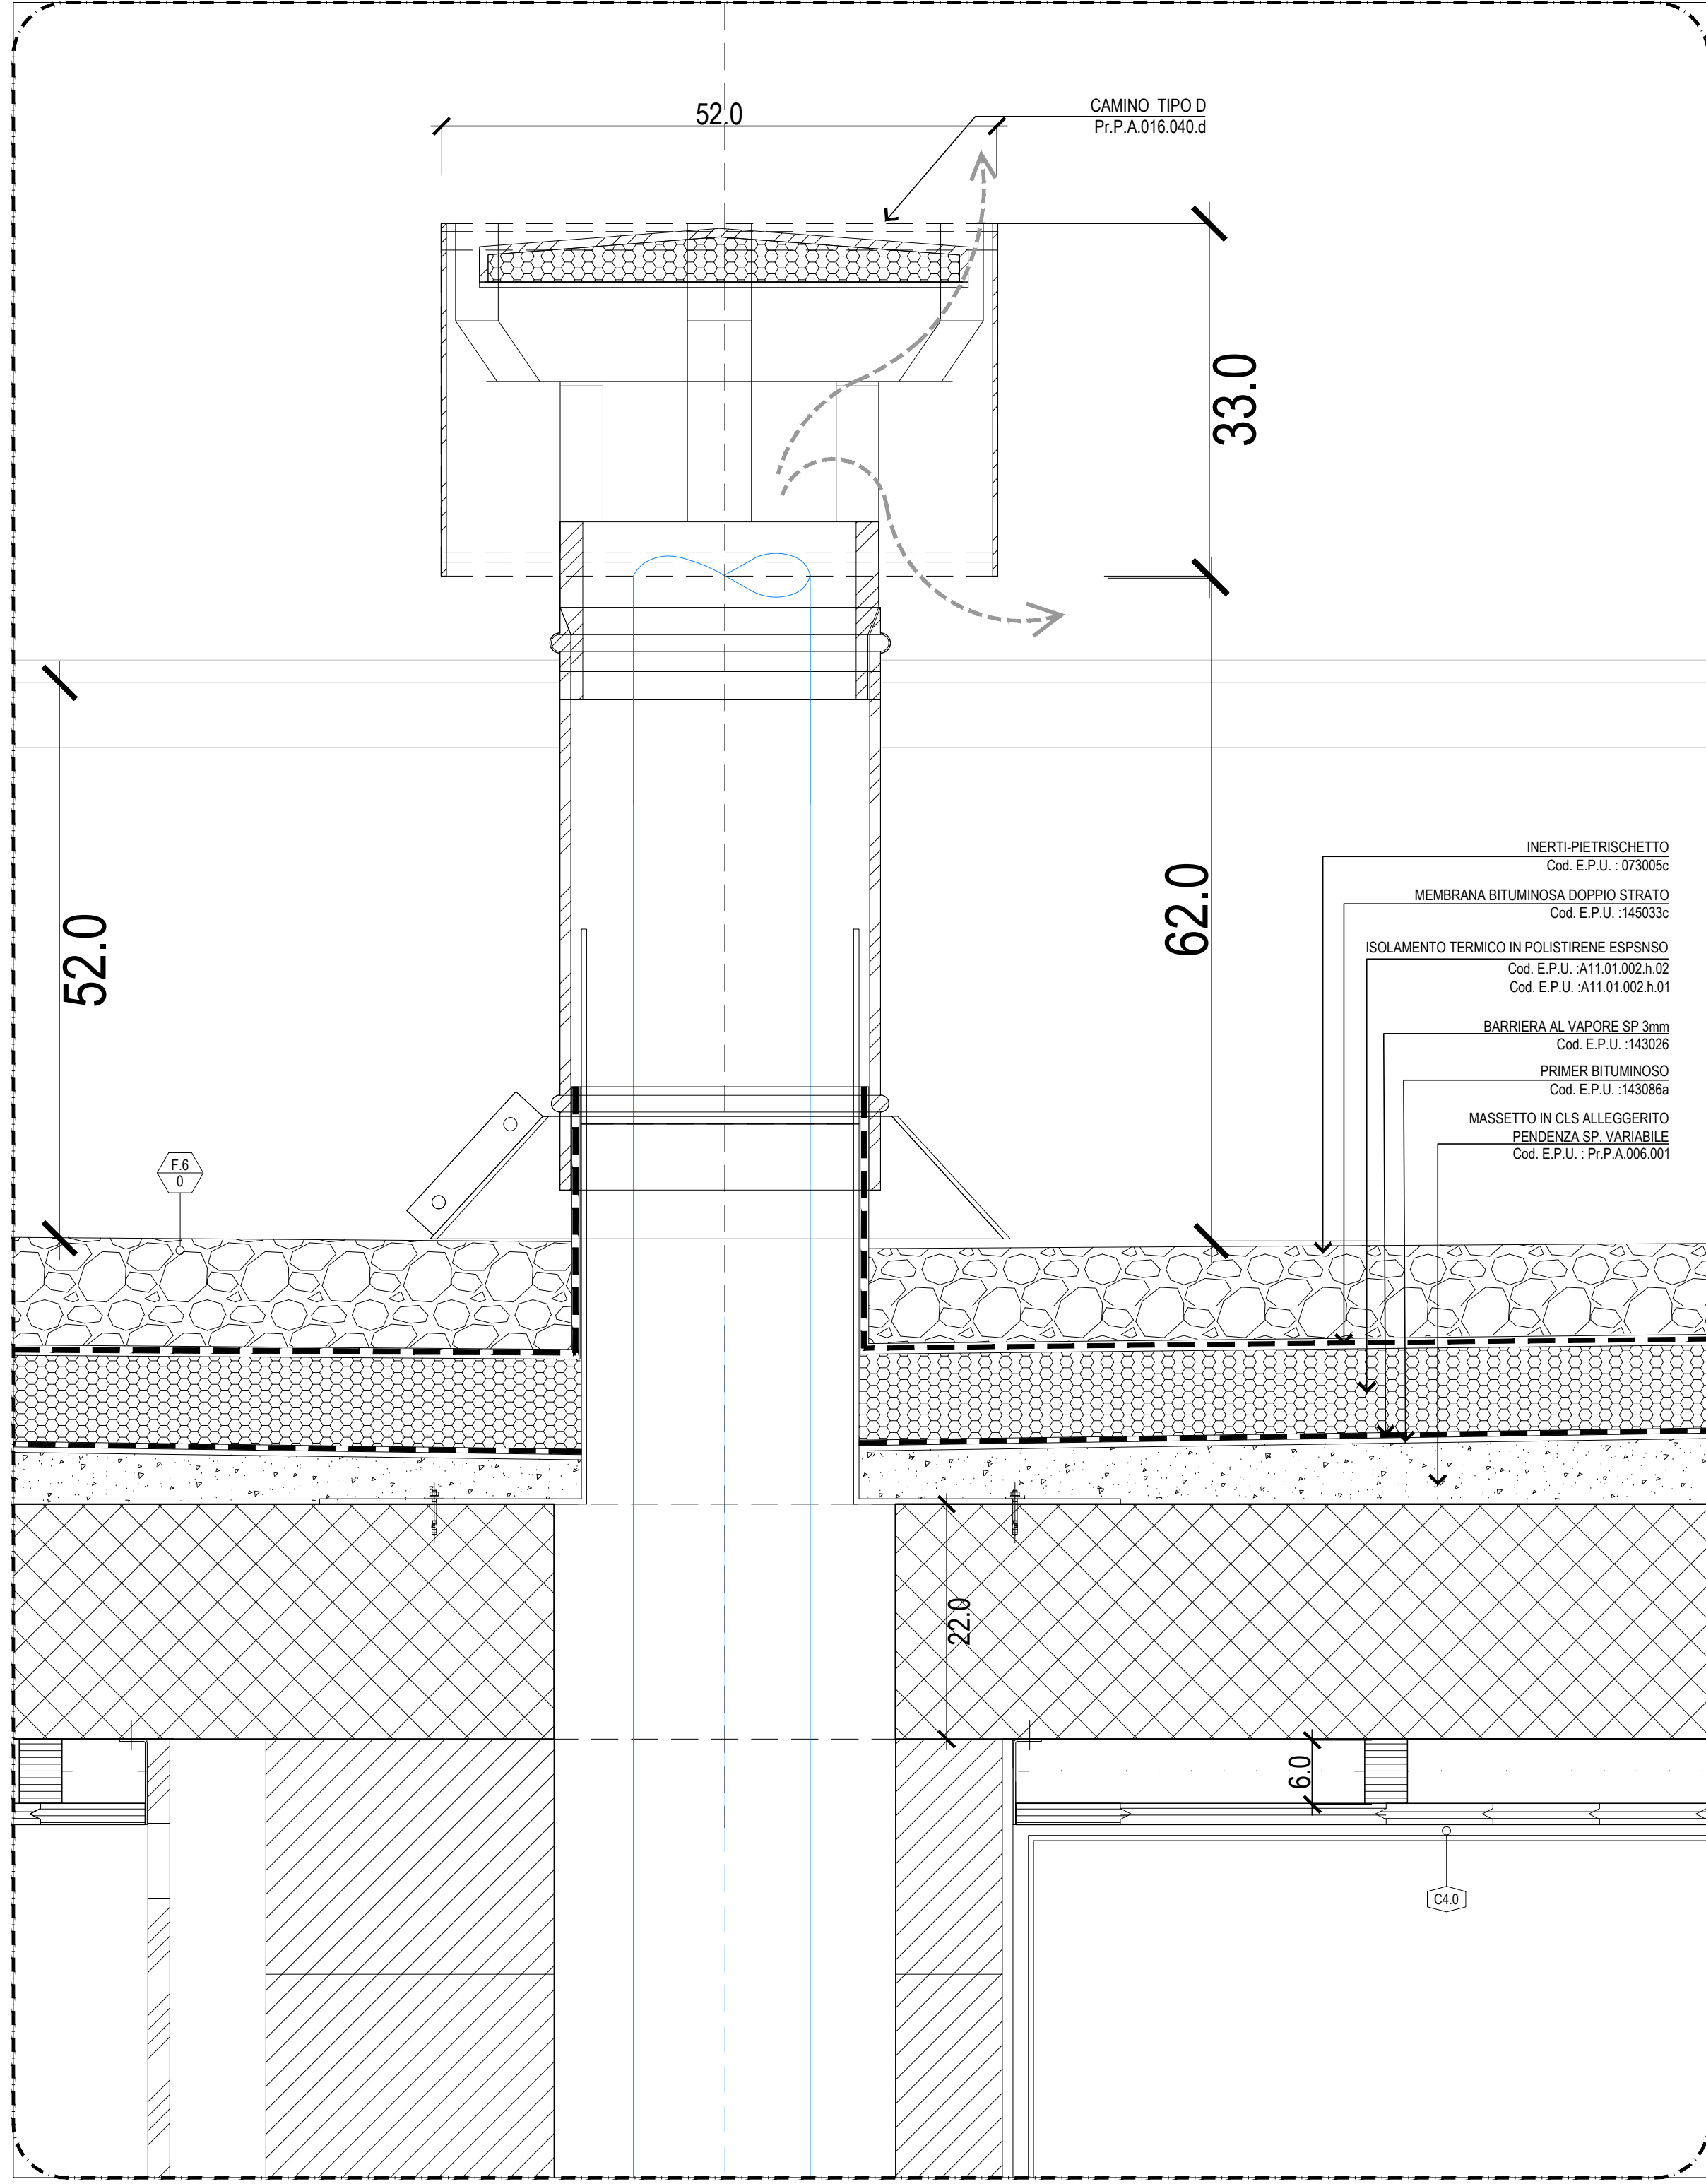 52.0
CAMINO TIPO D
Pr.P.A.016.040.d
33.0
52.0
62.0
INERTI-PIETRISCHETTO
Cod. E.P.U. : 073005c
MEMBRANA BITUMINOSA DOPPIO STRATO
Cod. E.P.U. :145033c
ISOLAMENTO TERMICO IN POLISTIRENE ESPSNSO
Cod. E.P.U. :A11.01.002.h.02
Cod. E.P.U. :A11.01.002.h.01
BARRIERA AL VAPORE SP 3mm
Cod. E.P.U. :143026
PRIMER BITUMINOSO
Cod. E.P.U. :143086a
MASSETTO IN CLS ALLEGGERITO
PENDENZA SP. VARIABILE
Cod. E.P.U. : Pr.P.A.006.001
F.6
0
22.0
6.0
C4.0